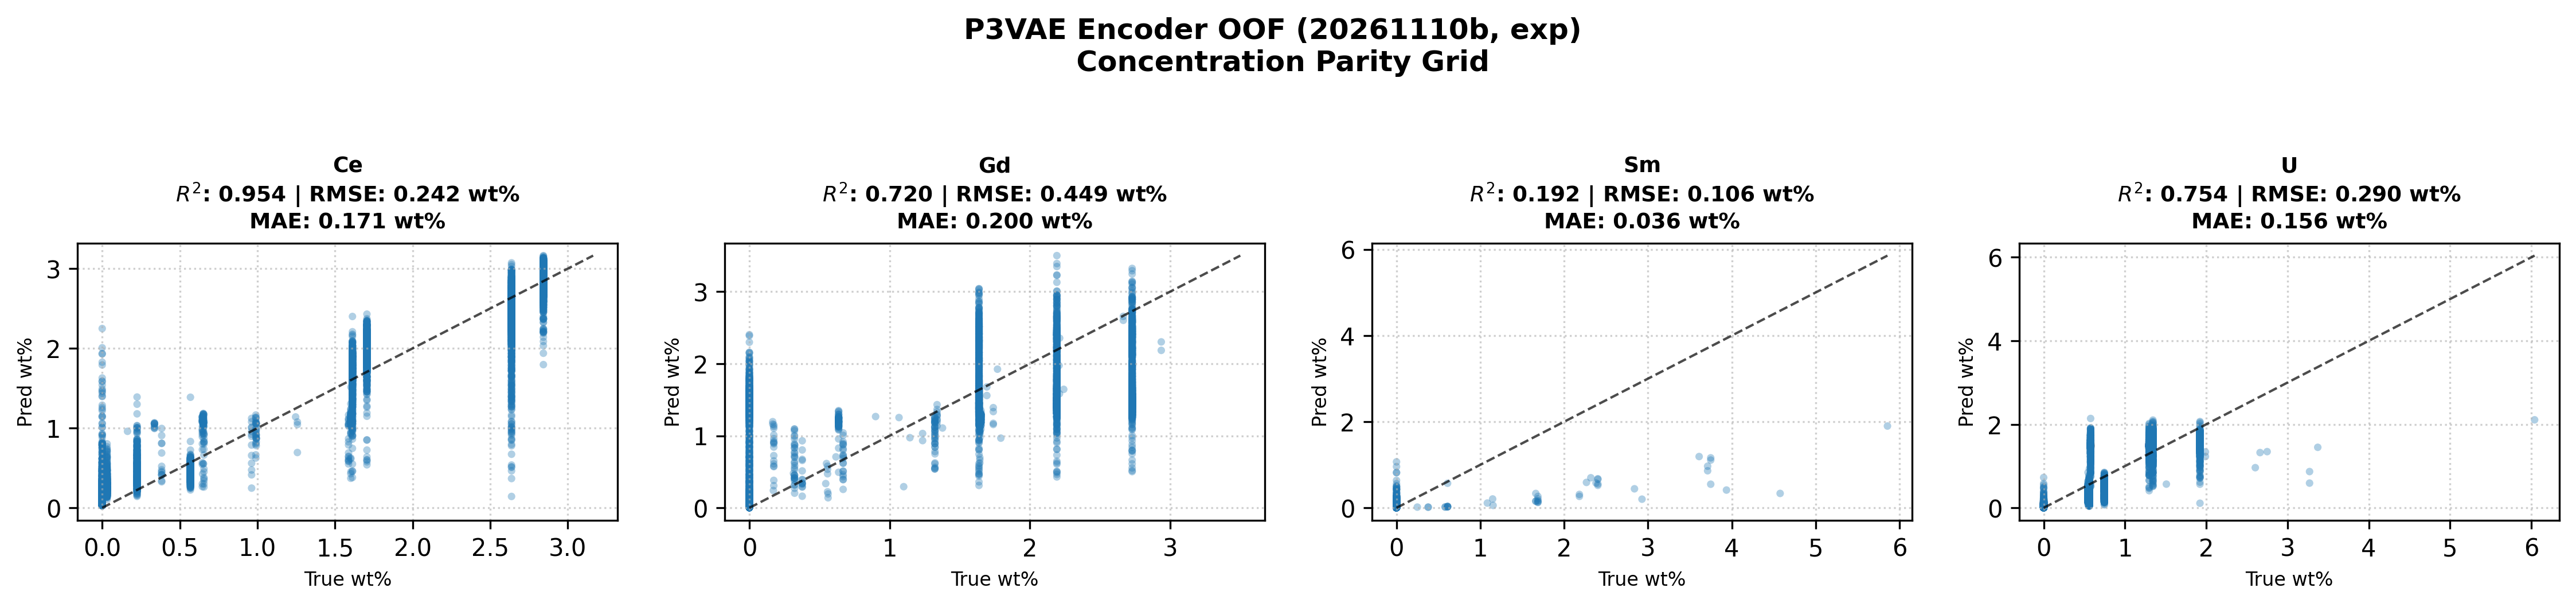 P3VAE Encoder OOF (20261110b, exp)
Concentration Parity Grid
Ce
R²: 0.954 | RMSE: 0.242 wt%
MAE: 0.171 wt%
Pred wt%
3
2
1
0
0.0 0.5 1.0 1.5 2.0 2.5 3.0
True wt%
Gd
R²: 0.720 | RMSE: 0.449 wt%
MAE: 0.200 wt%
Pred wt%
3
2
1
0
0 1 2 3
True wt%
Sm
R²: 0.192 | RMSE: 0.106 wt%
MAE: 0.036 wt%
Pred wt%
6
4
2
0
0 1 2 3 4 5 6
True wt%
U
R²: 0.754 | RMSE: 0.290 wt%
MAE: 0.156 wt%
Pred wt%
6
4
2
0
0 1 2 3 4 5 6
True wt%